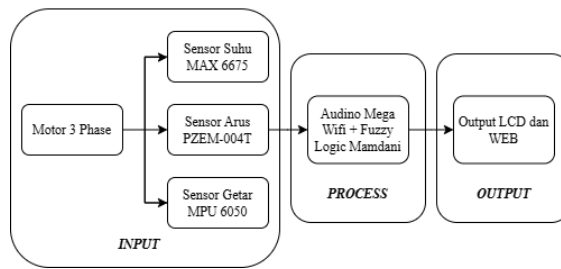 Sensor Suhu
MAX 6675
Motor 3 Phase
Sensor Arus
PZEM-004T
Sensor Getar
MPU 6050
INPUT
Audino Mega
Wifi + Fuzzy
Logic Mamdani
PROCESS
Output LCD dan
WEB
OUTPUT